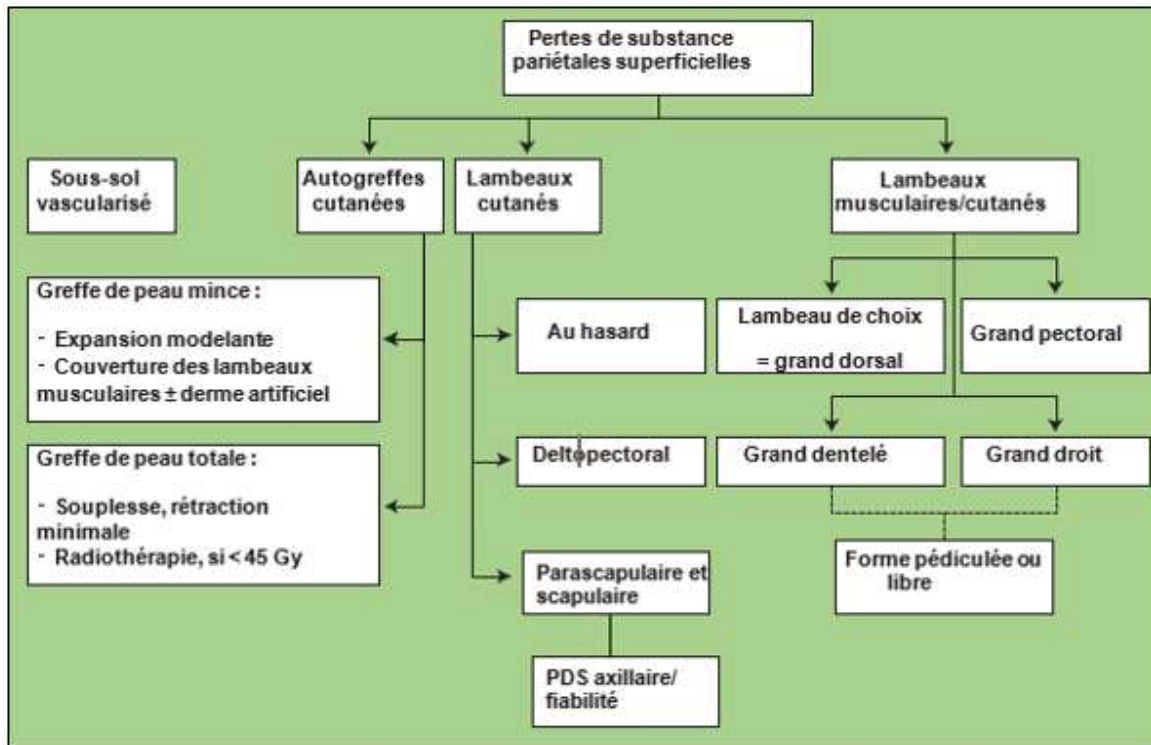 Pertes de substance
pariétales superficielles
Sous-sol
vascularisé
Autogreffes
cutanées
Lambeaux
cutanés
Lambeaux
musculaires/cutanés
Greffe de peau mince :
- Expansion modelante
- Couverture des lambeaux
musculaires ± derme artificiel
Greffe de peau totale :
- Souplesse, rétraction
minimale
- Radiothérapie, si < 45 Gy
Au hasard
Deltopectoral
Parascapulaire et
scapulaire
PDS axillaire/
fiabilité
Lambeau de choix
= grand dorsal
Grand pectoral
Grand dentelé
Grand droit
Forme pédiculée ou
libre